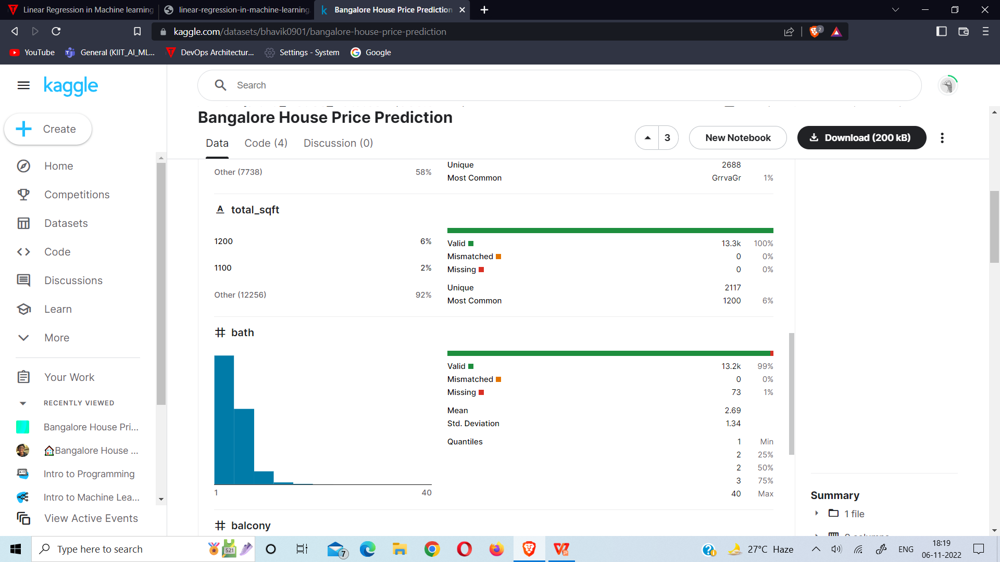 Linear Regression in Machine learning
linear-regression-in-machine-learning.
Bangalore House Price Prediction
kaggle.com/datasets/bhavik0901/bangalore-house-price-prediction
2
YouTube
General (KIIT_AI_ML...
DevOps Architectur...
Settings - System
Google
kaggle
Search
Create
Home
Competitions
Datasets
Code
Discussions
Learn
More
Your Work
RECENTLY VIEWED
Bangalore House Pri...
Bangalore House ...
Intro to Programming
Intro to Machine Lea...
View Active Events
Bangalore House Price Prediction
Data
Code (4)
Discussion (0)
3
New Notebook
Download (200 kB)
Other (7738) 58%
Unique 2688
Most Common GrrvaGr 1%
A total_sqft
1200 6%
1100 2%
Other (12256) 92%
Valid 13.3k 100%
Mismatched 0 0%
Missing 0 0%
Unique 2117
Most Common 1200 6%
# bath
1 40
Valid 13.2k 99%
Mismatched 0 0%
Missing 73 1%
Mean 2.69
Std. Deviation 1.34
Quantiles 1 Min
2 25%
2 50%
3 75%
40 Max
# balcony
Summary
1 file
Type here to search
521
7
27°C Haze
ENG
18:19
06-11-2022